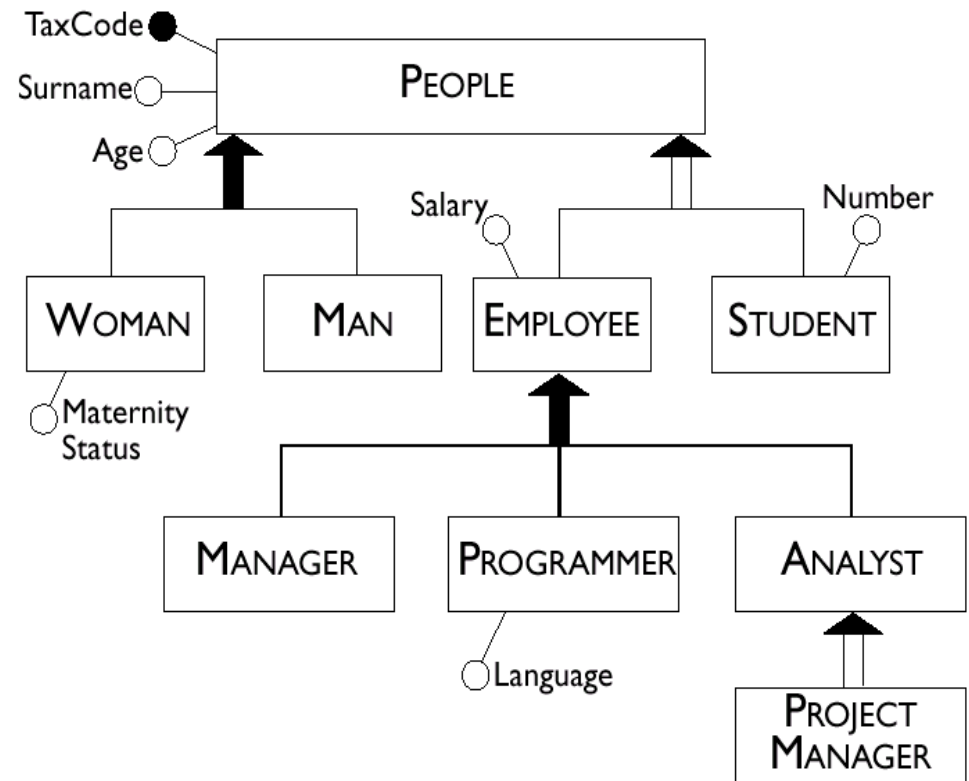 TaxCode
PEOPLE
Surname
Age
Salary
Number
WOMAN
MAN
EMPLOYEE
STUDENT
Maternity
Status
MANAGER
PROGRAMMER
ANALYST
Language
PROJECT
MANAGER